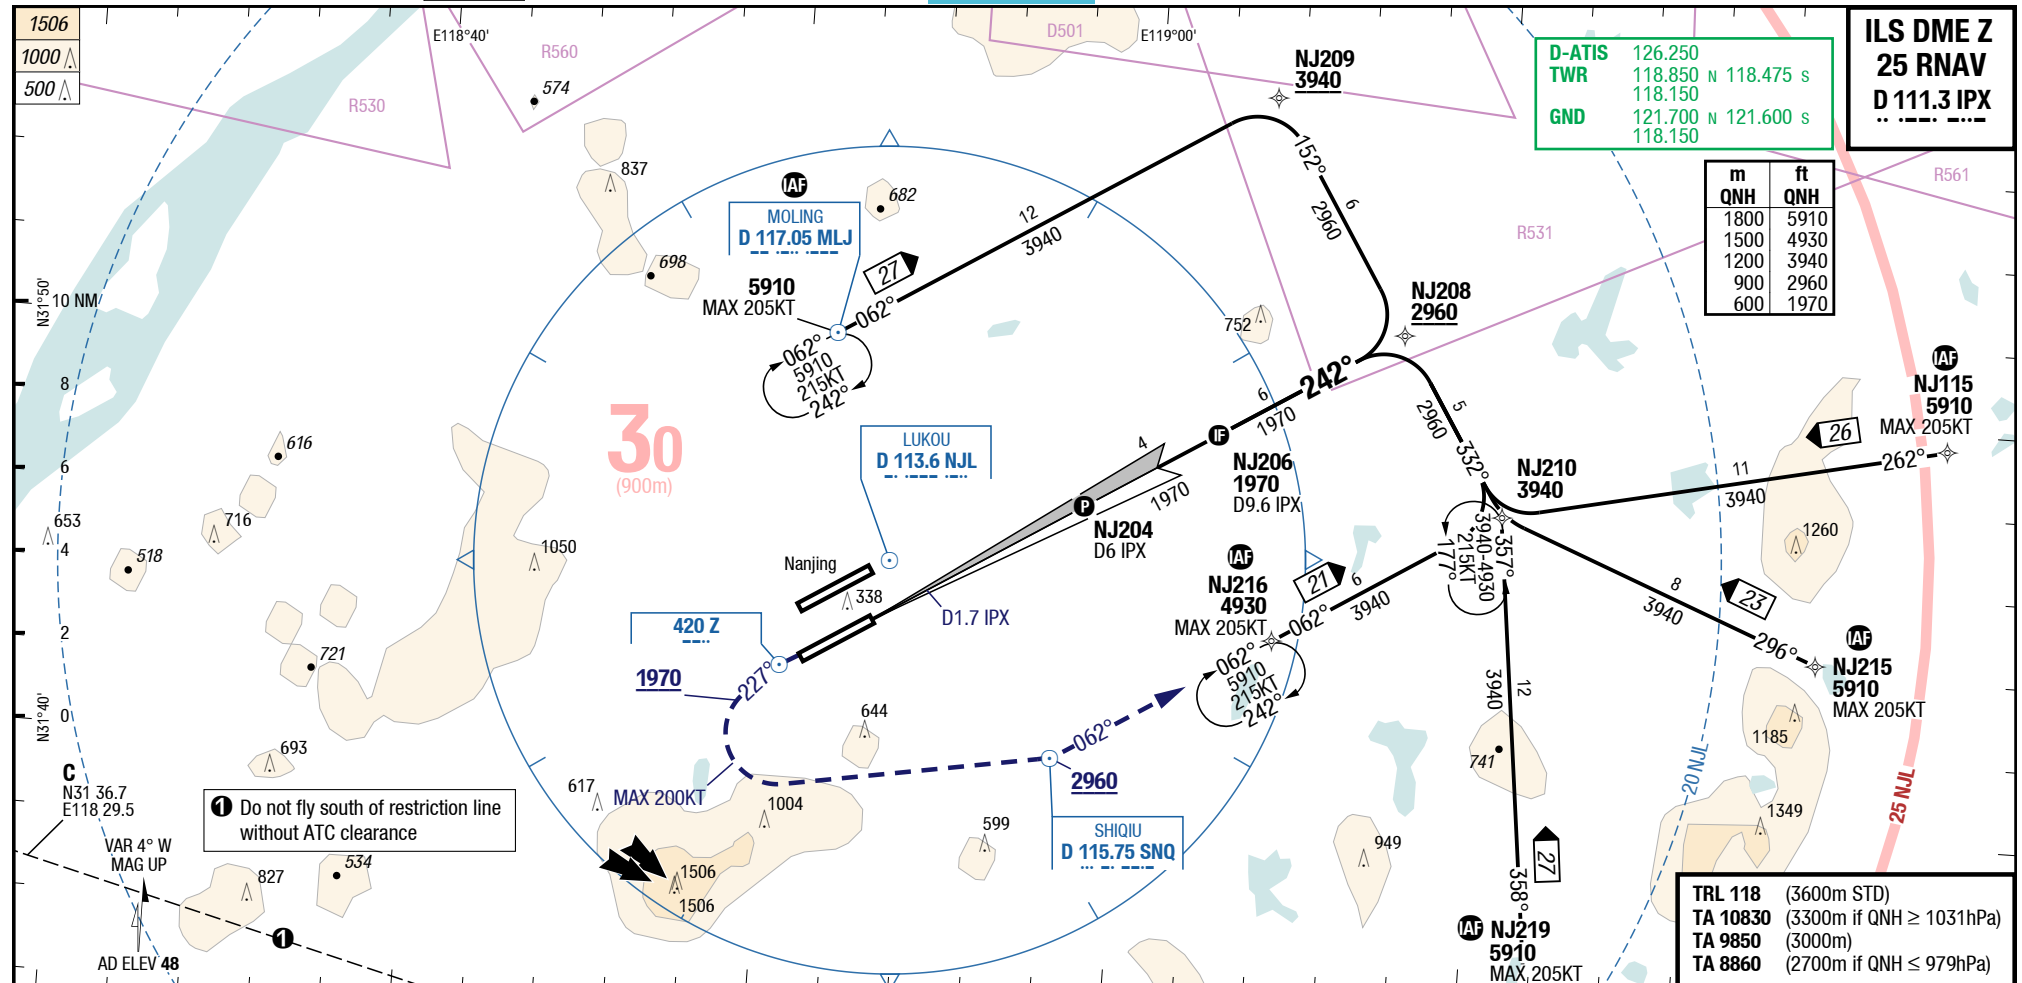 1506
1000
500
E118°40'
R560
R530
574
D501
E119°00'
NJ209
3940
D-ATIS 126.250
TWR 118.850 N 118.475 S
118.150
GND 121.700 N 121.600 S
118.150
ILS DME Z
25 RNAV
D 111.3 IPX
m ft
QNH QNH
1800 5910
1500 4930
1200 3940
900 2960
600 1970
R561
R531
837
682
698
IAF
MOLING
D 117.05 MLJ
5910
MAX 205KT
27
062°
12
3940
152°
6
2960
062°
5910
215KT
242°
N31°50'
10 NM
8
6
4
2
0
N31°40'
NJ208
2960
752
242°
6
1970
5
2960
332°
IAF
NJ115
5910
MAX 205KT
26
262°
11
3940
30
(900m)
616
653
716
518
1050
721
693
LUKOU
D 113.6 NJL
IF
NJ206
1970
D9.6 IPX
4
1970
P
NJ204
D6 IPX
NJ210
3940
3940-4930
215KT
177°
357°
1260
Nanjing
338
D1.7 IPX
420 Z
1970
227°
IAF
NJ216
4930
MAX 205KT
21
062°
6
3940
062°
5910
215KT
242°
8
3940
23
296°
IAF
NJ215
5910
MAX 205KT
12
3940
644
062°
2960
741
1185
1349
20 NJL
25 NJL
C
N31 36.7
E118 29.5
1 Do not fly south of restriction line
without ATC clearance
VAR 4° W
MAG UP
617
MAX 200KT
1004
599
SHIQIU
D 115.75 SNQ
949
27
358°
534
827
1506
1506
1
AD ELEV 48
IAF NJ219
5910
MAX 205KT
TRL 118 (3600m STD)
TA 10830 (3300m if QNH ≥ 1031hPa)
TA 9850 (3000m)
TA 8860 (2700m if QNH ≤ 979hPa)